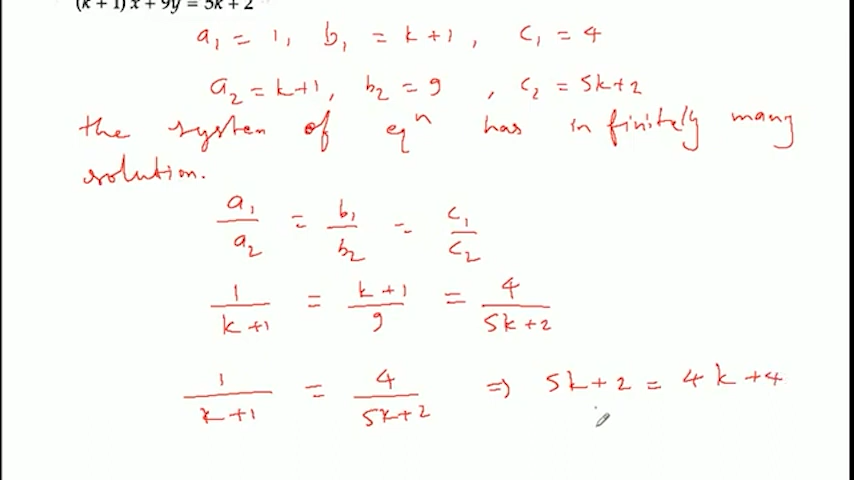 (k + 1) x + 9y = 5k + 2
a₁ = 1, b₁ = k+1, c₁ = 4
a₂ = k+1, b₂ = 9, c₂ = 5k+2
the system of eqⁿ has infinitely many
solution.
a₁/a₂ = b₁/b₂ = c₁/c₂
1/(k+1) = (k+1)/9 = 4/(5k+2)
1/(k+1) = 4/(5k+2) ⇒ 5k+2 = 4k+4